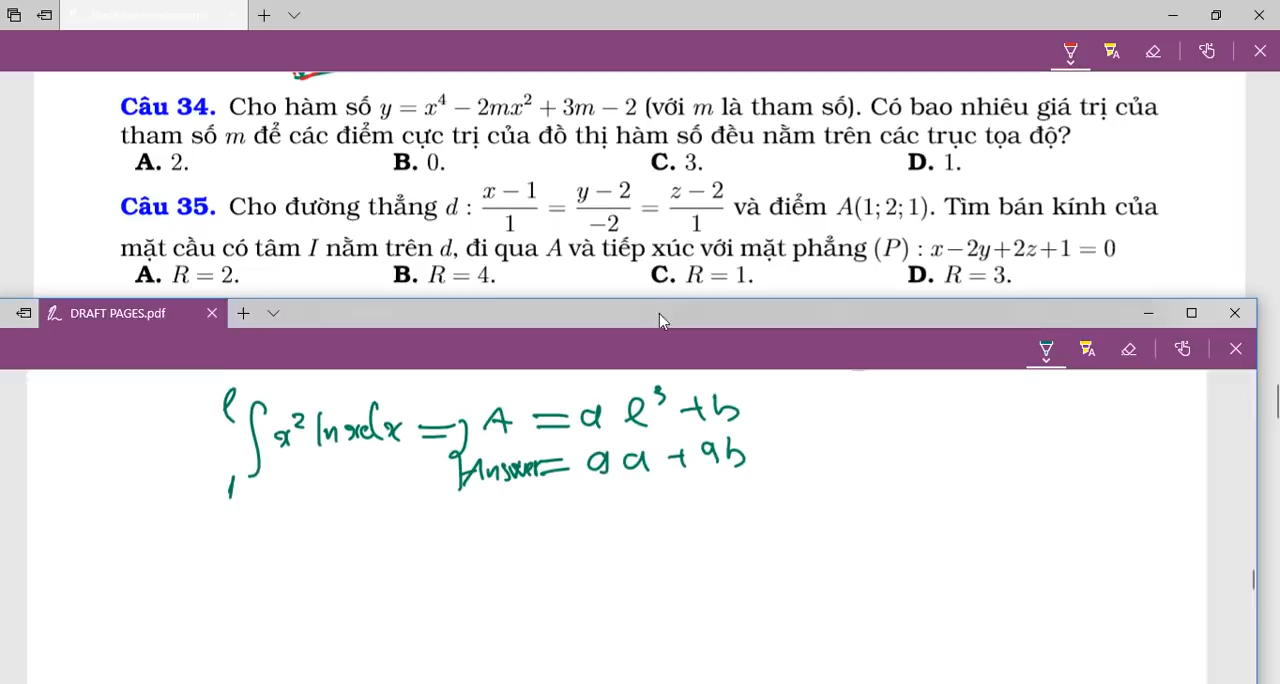 Câu 34. Cho hàm số y = x⁴ − 2mx² + 3m − 2 (với m là tham số). Có bao nhiêu giá trị của
tham số m để các điểm cực trị của đồ thị hàm số đều nằm trên các trục tọa độ?
A. 2. B. 0. C. 3. D. 1.
Câu 35. Cho đường thẳng d : (x − 1)/1 = (y − 2)/−2 = (z − 2)/1 và điểm A(1; 2; 1). Tìm bán kính của
mặt cầu có tâm I nằm trên d, đi qua A và tiếp xúc với mặt phẳng (P) : x−2y+2z+1 = 0
A. R = 2. B. R = 4. C. R = 1. D. R = 3.
DRAFT PAGES.pdf
∫₁ᵉ x² ln x dx = A = a e³ + b
Answer = 9a + 9b